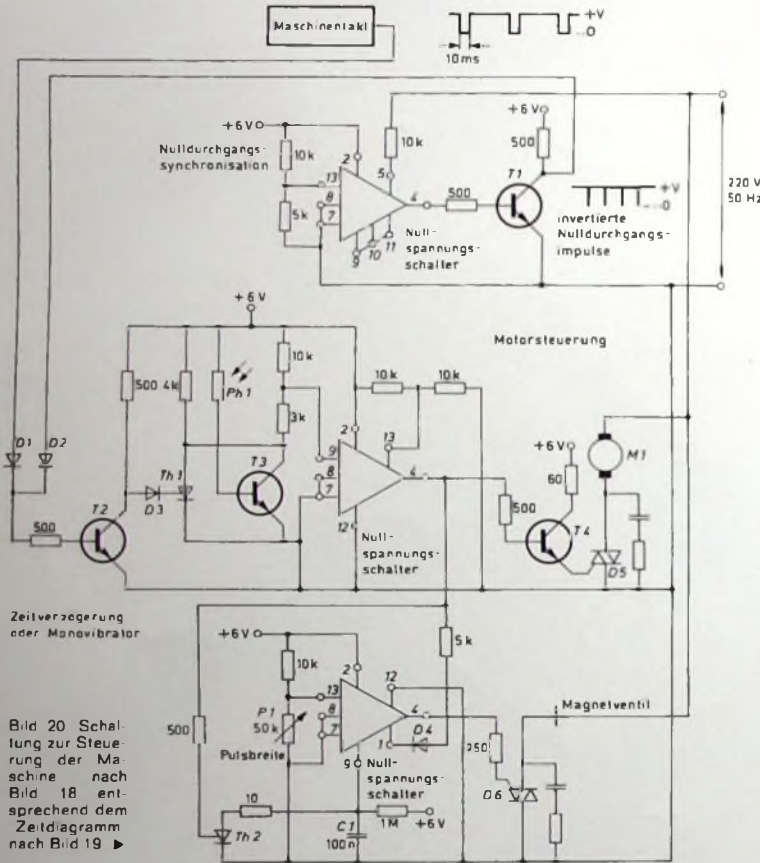 Maschinentakt
+V
0
10ms
+6V
Nulldurchgangs-
synchronisation
10k
2
10k
5
+6V
500
T1
13
8
7
5k
4
500
9
10
11
Null-
spannungs-
schalter
+V
0
invertierte
Nulldurchgangs-
impulse
220 V
50 Hz
+6V
Motorsteuerung
500
4k
Ph1
10k
3k
10k
10k
2
13
D1
D2
Th1
D3
T3
9
8
7
4
12
+6V
60
M1
500
T2
500
T4
D5
Null-
spannungs-
schalter
Zeitverzögerung
oder Monovibrator
+6V
10k
2
12
5k
Magnetventil
13
8
7
4
P1
50k
Pulsbreite
1
D4
250
500
9
Null-
spannungs-
schalter
D6
10
1M
+6V
Th2
C1
100n
Bild 20 Schal-
tung zur Steue-
rung der Ma-
schine nach
Bild 18 ent-
sprechend dem
Zeitdiagramm
nach Bild 19 ▶